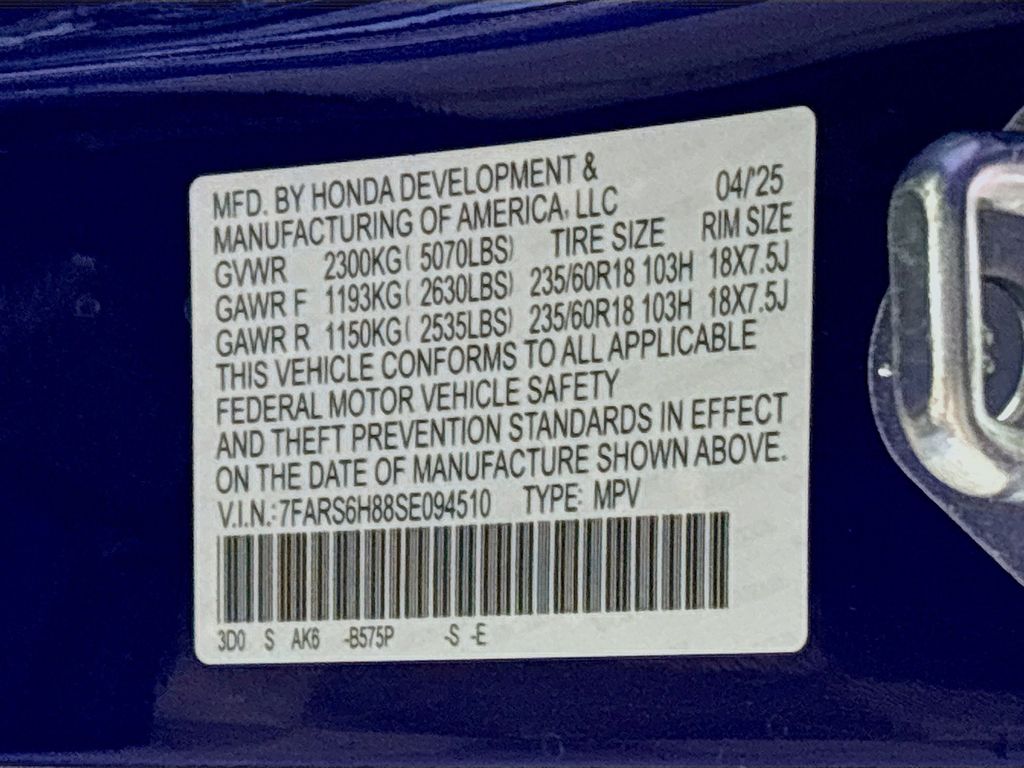 MFD. BY HONDA DEVELOPMENT &
MANUFACTURING OF AMERICA, LLC 04/'25
GVWR 2300KG( 5070LBS) TIRE SIZE RIM SIZE
GAWR F 1193KG( 2630LBS) 235/60R18 103H 18X7.5J
GAWR R 1150KG( 2535LBS) 235/60R18 103H 18X7.5J
THIS VEHICLE CONFORMS TO ALL APPLICABLE
FEDERAL MOTOR VEHICLE SAFETY
AND THEFT PREVENTION STANDARDS IN EFFECT
ON THE DATE OF MANUFACTURE SHOWN ABOVE.
V.I.N.:7FARS6H88SE094510 TYPE: MPV
3D0 S AK6 -B575P -S -E